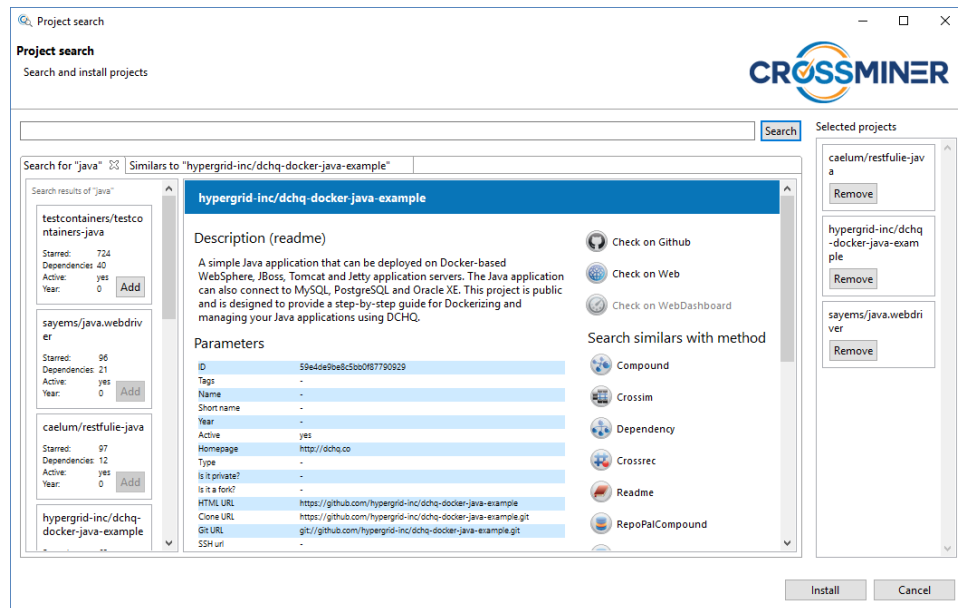 Project search
Project search
Search and install projects
CROSSMINER
Search
Selected projects
Search for "java"
Similars to "hypergrid-inc/dchq-docker-java-example"
Search results of "java"
testcontainers/testco
ntainers-java
Starred: 724
Dependencies 40
Active: yes
Year: 0
Add
sayems/java.webdriv
er
Starred: 96
Dependencies: 21
Active: yes
Year: 0
Add
caelum/restfulie-java
Starred: 97
Dependencies: 12
Active: yes
Year: 0
Add
hypergrid-inc/dchq-
docker-java-example
hypergrid-inc/dchq-docker-java-example
Description (readme)
A simple Java application that can be deployed on Docker-based
WebSphere, JBoss, Tomcat and Jetty application servers. The Java application
can also connect to MySQL, PostgreSQL and Oracle XE. This project is public
and is designed to provide a step-by-step guide for Dockerizing and
managing your Java applications using DCHQ.
Parameters
ID 59e4de9be8c5bb0f87790929
Tags -
Name -
Short name -
Year -
Active yes
Homepage http://dchq.co
Type -
Is it private? -
Is it a fork? -
HTML URL https://github.com/hypergrid-inc/dchq-docker-java-example
Clone URL https://github.com/hypergrid-inc/dchq-docker-java-example.git
Git URL git://github.com/hypergrid-inc/dchq-docker-java-example.git
SSH url -
Check on Github
Check on Web
Check on WebDashboard
Search similars with method
Compound
Crossim
Dependency
Crossrec
Readme
RepoPalCompound
caelum/restfulie-jav
a
Remove
hypergrid-inc/dchq
-docker-java-exam
ple
Remove
sayems/java.webdri
ver
Remove
Install
Cancel